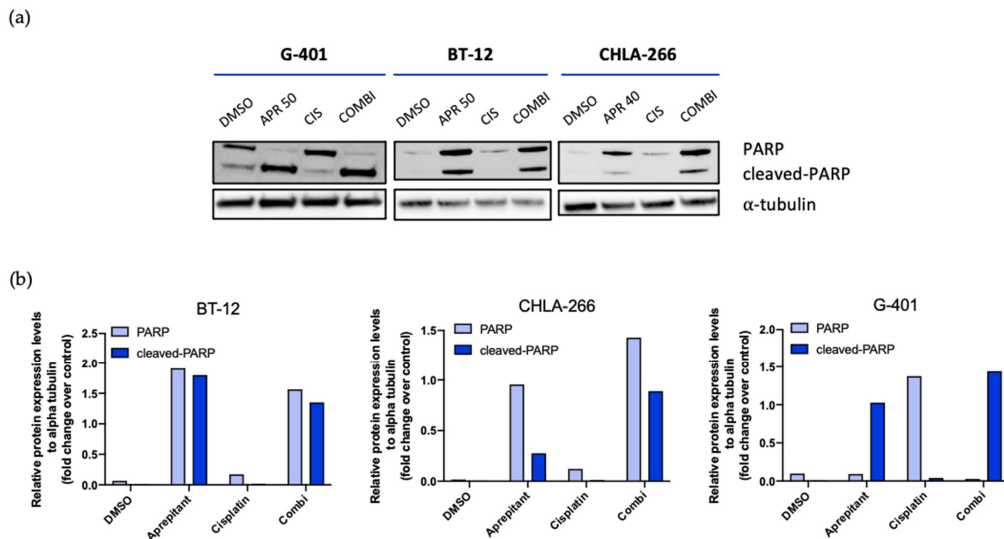 (a)
G-401 BT-12 CHLA-266
DMSO APR 50 CIS COMBI DMSO APR 50 CIS COMBI DMSO APR 40 CIS COMBI
PARP
cleaved-PARP
α-tubulin
(b)
BT-12
PARP
cleaved-PARP
Relative protein expression levels
to alpha tubulin
(fold change over control)
2.5
2.0
1.5
1.0
0.5
0.0
DMSO Aprepitant Cisplatin Combi
CHLA-266
PARP
cleaved-PARP
Relative protein expression levels
to alpha tubulin
(fold change over control)
1.5
1.0
0.5
0.0
DMSO Aprepitant Cisplatin Combi
G-401
PARP
cleaved-PARP
Relative protein expression levels
to alpha tubulin
(fold change over control)
2.0
1.5
1.0
0.5
0.0
DMSO Aprepitant Cisplatin Combi